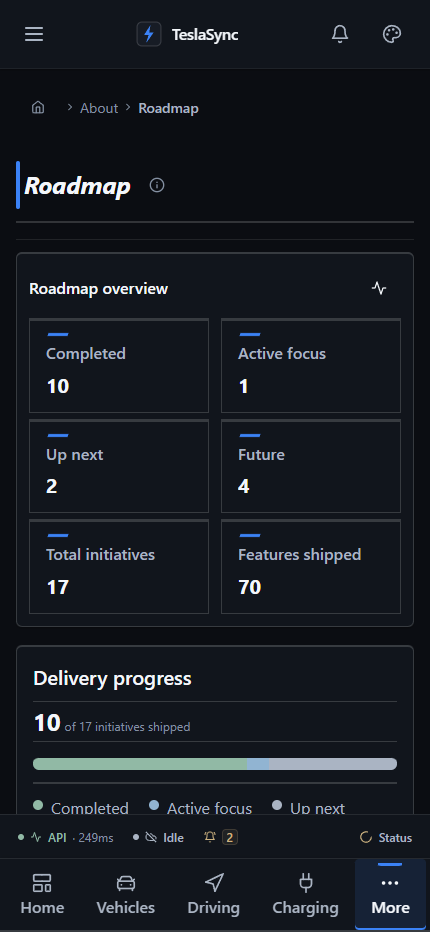 TeslaSync
About Roadmap
Roadmap
Roadmap overview
Completed
10
Active focus
1
Up next
2
Future
4
Total initiatives
17
Features shipped
70
Delivery progress
10 of 17 initiatives shipped
Completed Active focus Up next
API · 249ms Idle 2 Status
Home Vehicles Driving Charging More